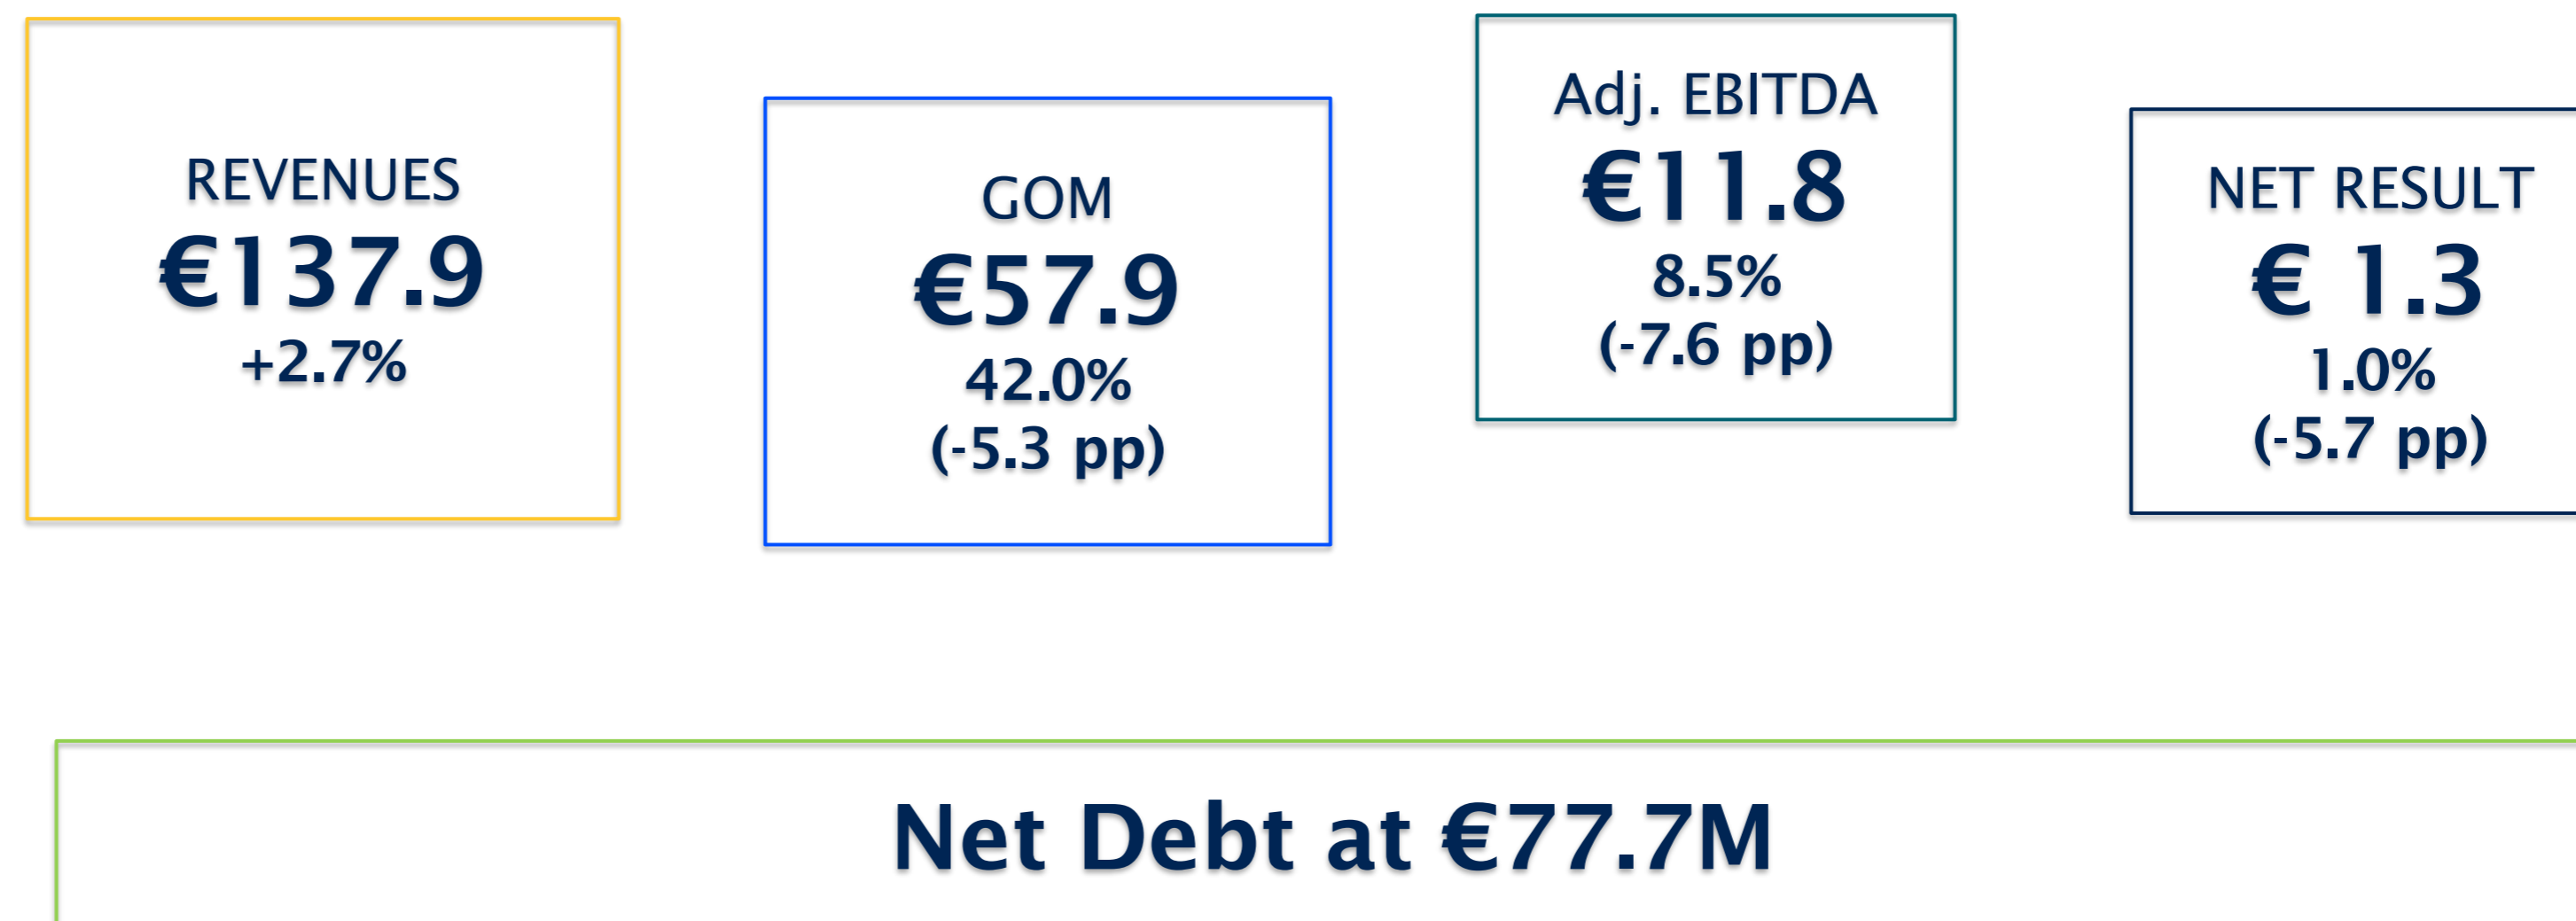 REVENUES
€137.9
+2.7%
GOM
€57.9
42.0%
(-5.3 pp)
Adj. EBITDA
€11.8
8.5%
(-7.6 pp)
NET RESULT
€ 1.3
1.0%
(-5.7 pp)
Net Debt at €77.7M